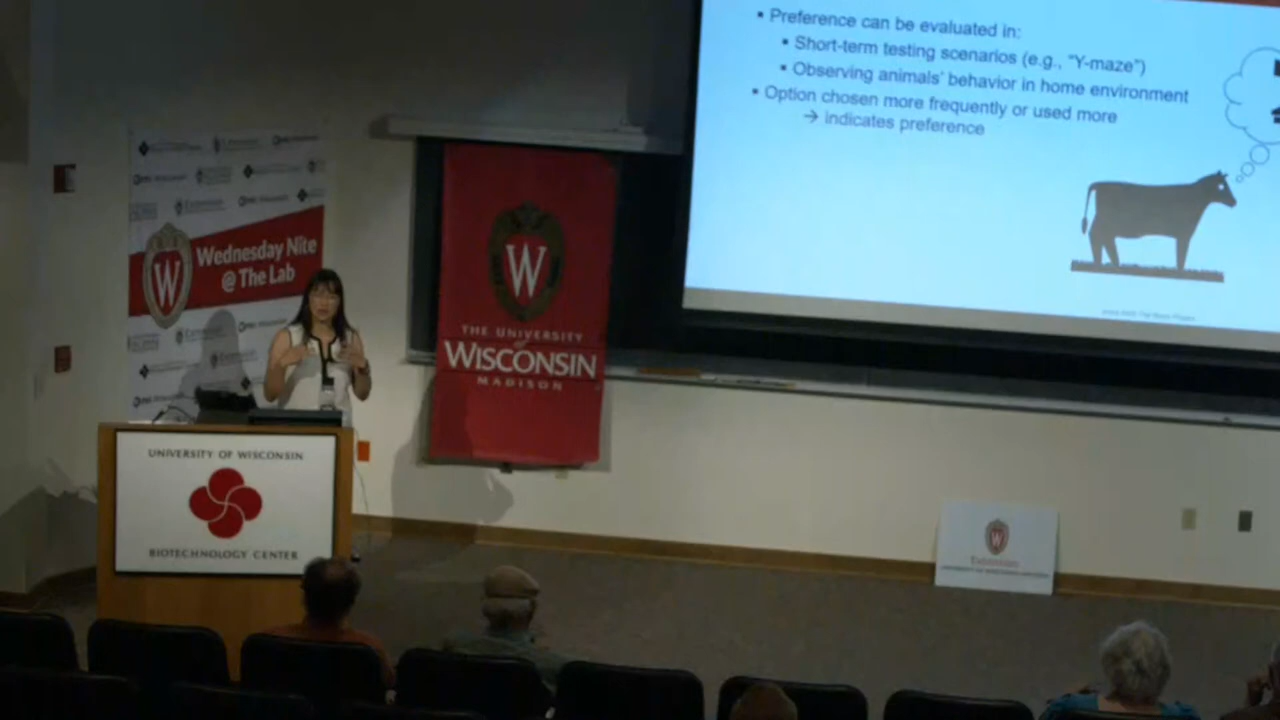 ▪ Preference can be evaluated in:
▪ Short-term testing scenarios (e.g., "Y-maze")
▪ Observing animals' behavior in home environment
▪ Option chosen more frequently or used more
→ indicates preference
Wednesday Nite
@ The Lab
W
W
THE UNIVERSITY
of
WISCONSIN
MADISON
UNIVERSITY OF WISCONSIN
BIOTECHNOLOGY CENTER
W
Extension